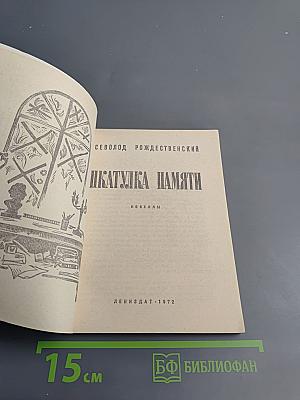 СЕВОЛОД РОЖДЕСТВЕНСКИЙ
ШКАТУЛКА ПАМЯТИ
НОВЕЛЛЫ
ЛЕНИЗДАТ · 1972
15 см
БФ БИБЛИОФАН